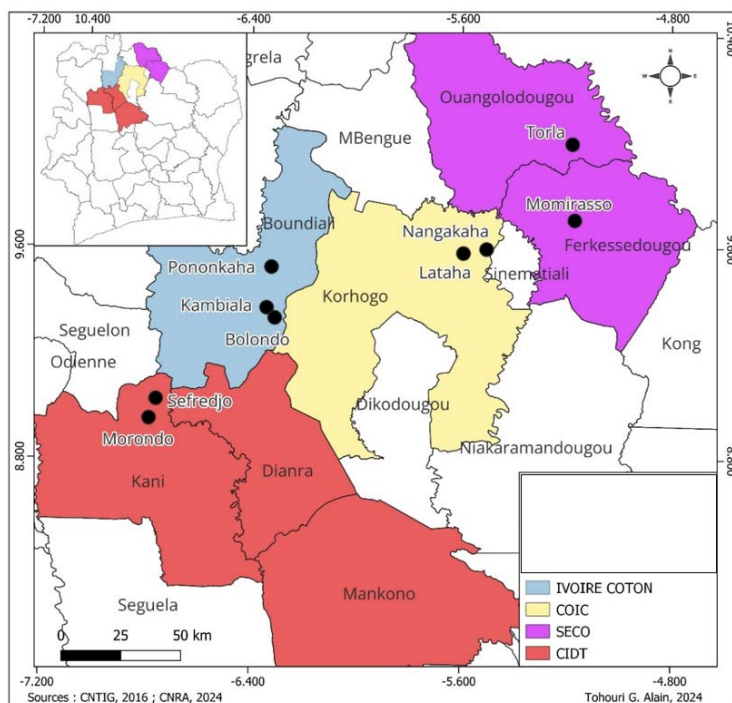 -7.200 10.400 -6.400 -5.600 -4.800
10.400
grela
MBengue
Ouangolodougou
Torla
Boundiali
Momirasso
9.600
Nangakaha
Ferkessedougou
9.600
Pononkaha
Lataha
Sinematiali
Kambiala
Korhogo
Seguelon
Bolondo
Kong
Odienne
Dikodougou
Sefredjo
Morondo
Niakaramandougou
8.800
8.800
Kani
Dianra
Seguela
Mankono
IVOIRE COTON
COIC
SECO
CIDT
0 25 50 km
N
W E
S
-7.200 -6.400 -5.600 -4.800
Sources : CNTIG, 2016 ; CNRA, 2024 Tohouri G. Alain, 2024